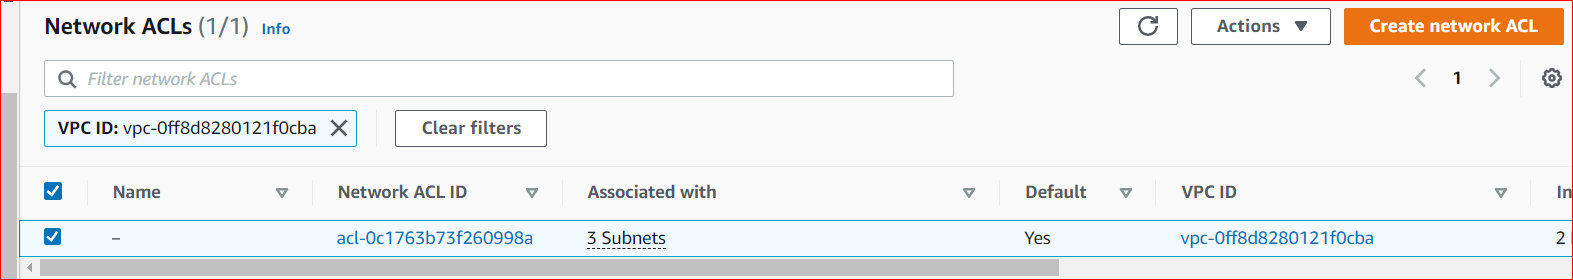 Network ACLs (1/1) Info
Actions
Create network ACL
Filter network ACLs
1
VPC ID: vpc-0ff8d8280121f0cba
Clear filters
Name Network ACL ID Associated with Default VPC ID In
– acl-0c1763b73f260998a 3 Subnets Yes vpc-0ff8d8280121f0cba 2